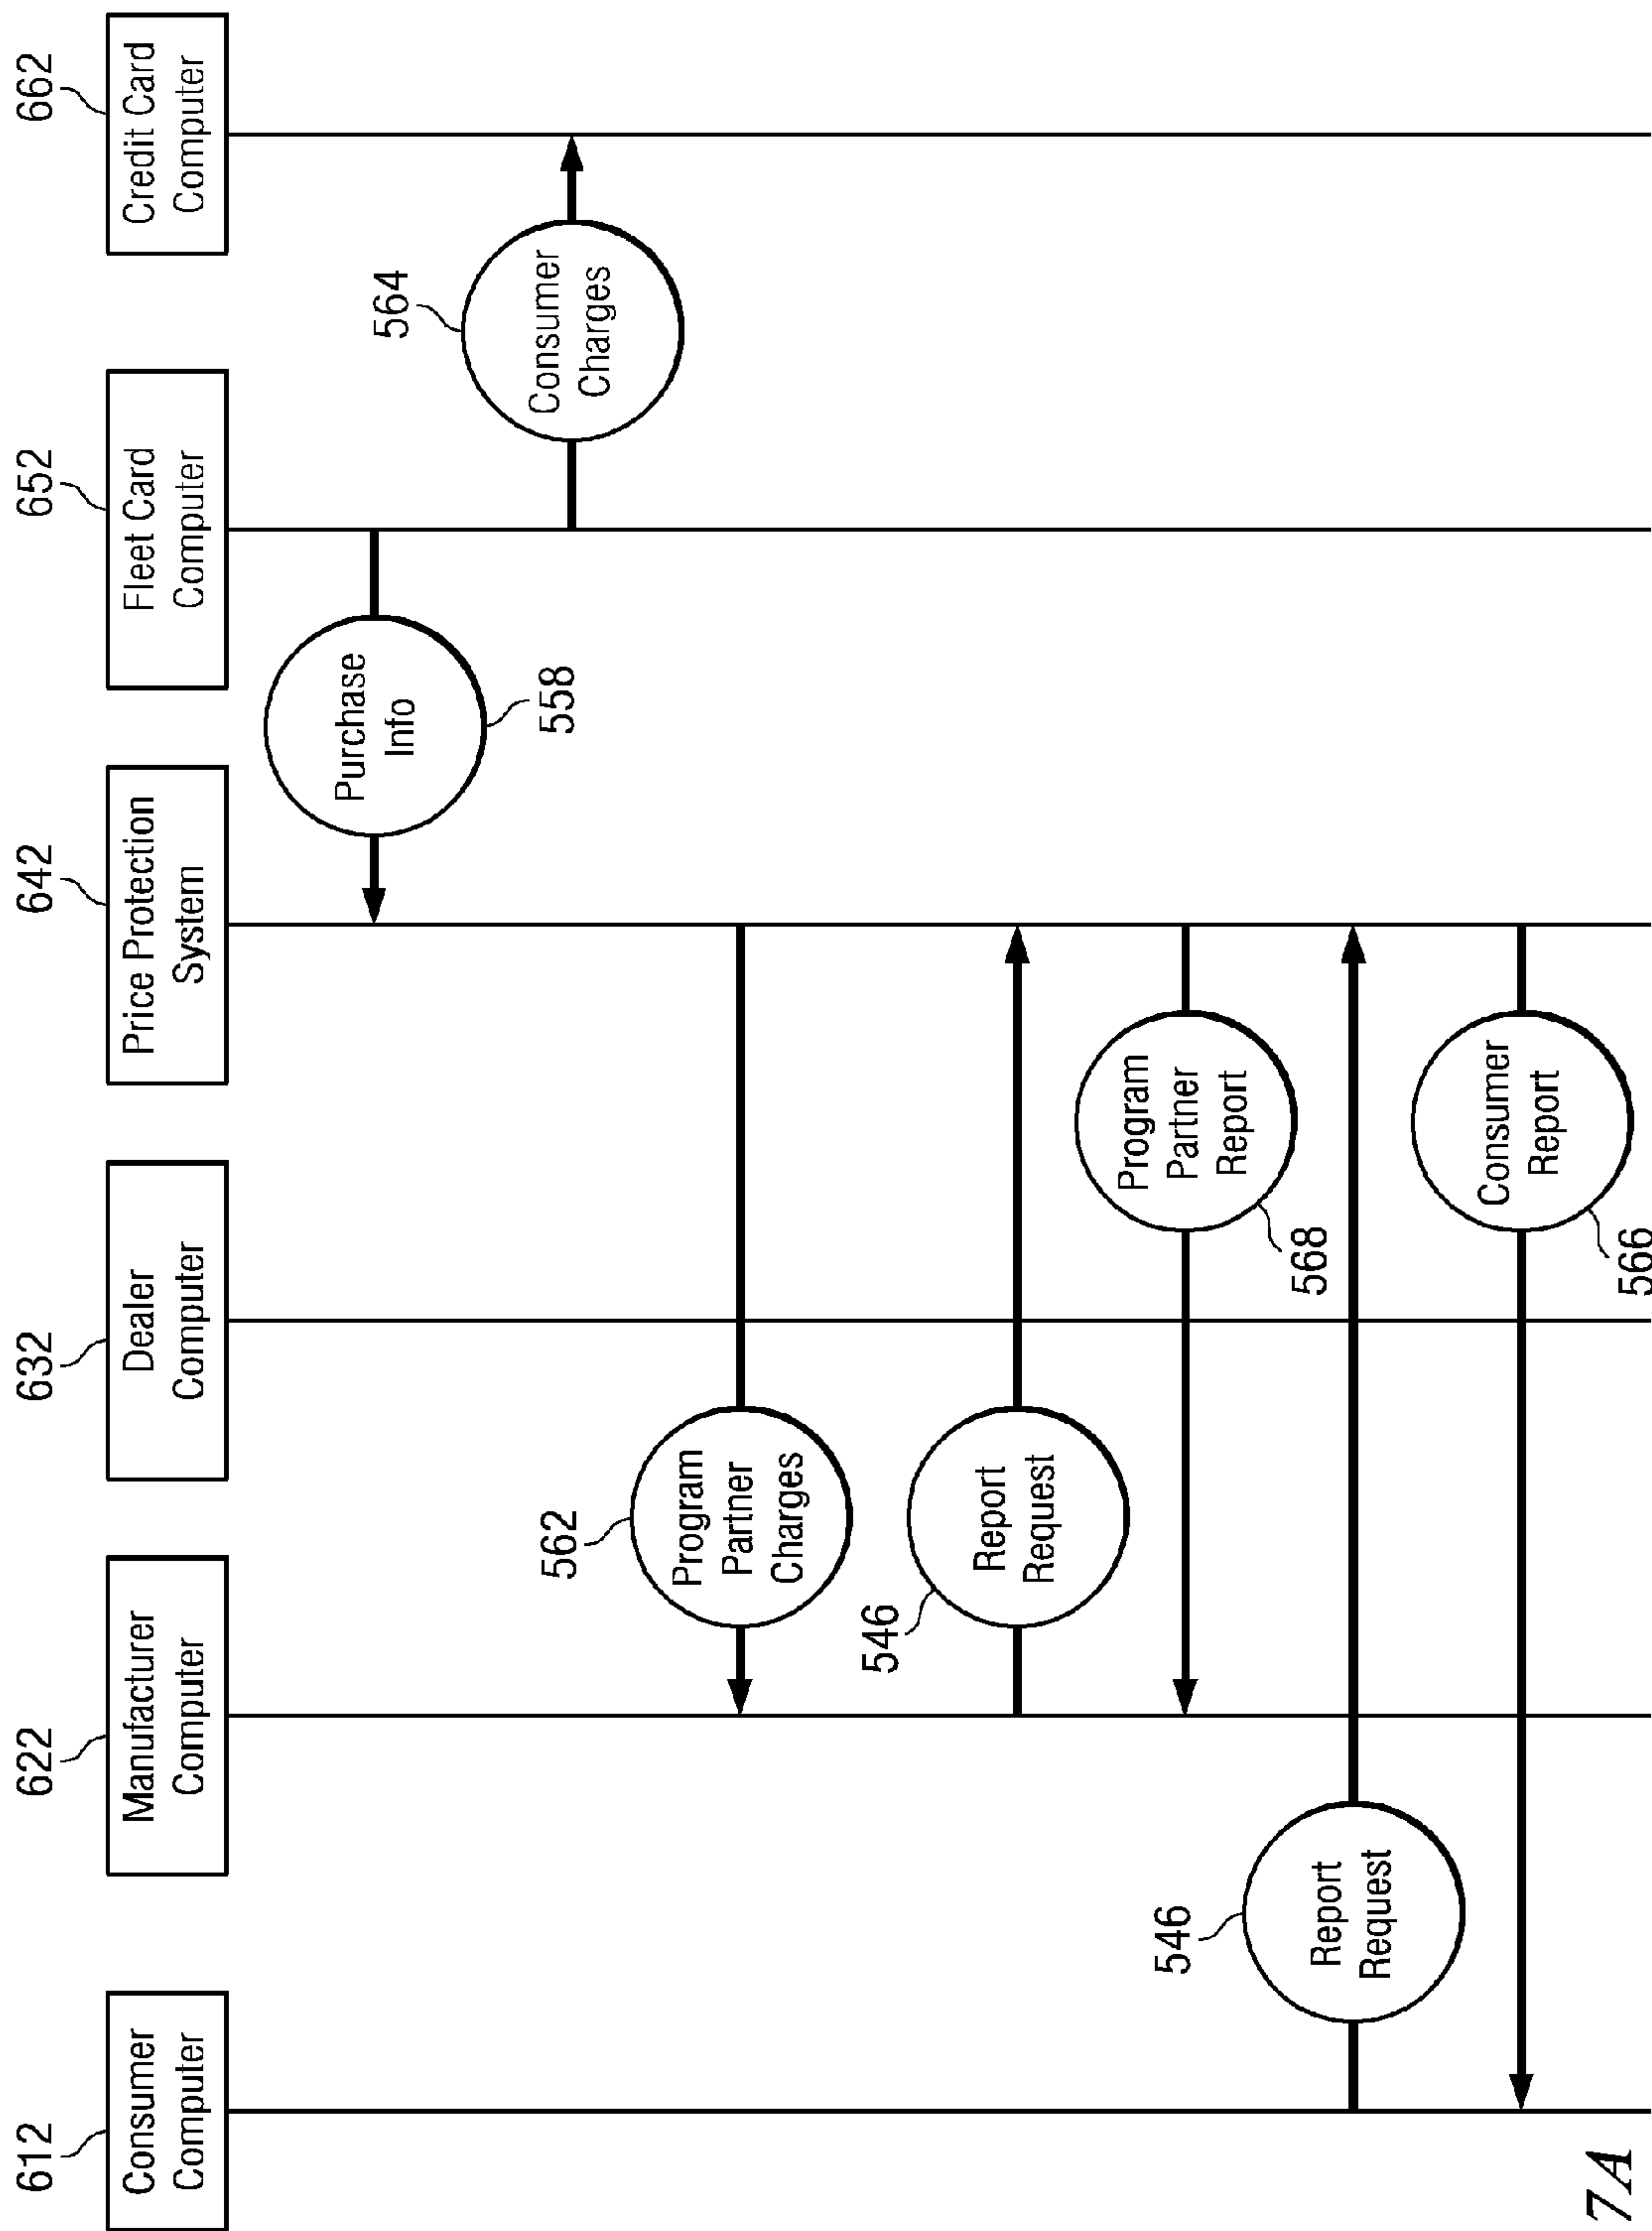 612
622
632
642
652
662
Consumer
Computer
Manufacturer
Computer
Dealer
Computer
Price Protection
System
Fleet Card
Computer
Credit Card
Computer
Purchase
Info
558
564
Consumer
Charges
562
Program
Partner
Charges
546
Report
Request
Program
Partner
Report
568
546
Report
Request
Consumer
Report
566
7A